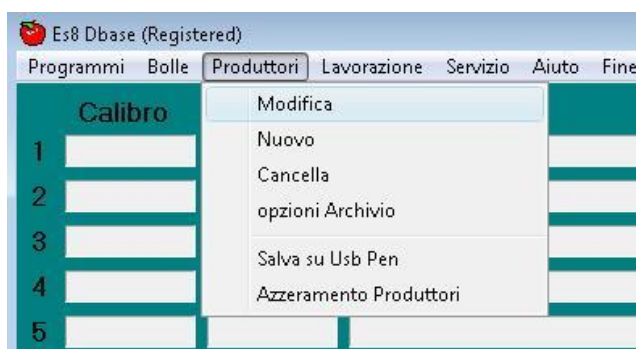 Es8 Dbase (Registered)
Programmi Bolle Produttori Lavorazione Servizio Aiuto Fine
Calibro
Modifica
Nuovo
Cancella
opzioni Archivio
Salva su Usb Pen
Azzeramento Produttori
1
2
3
4
5